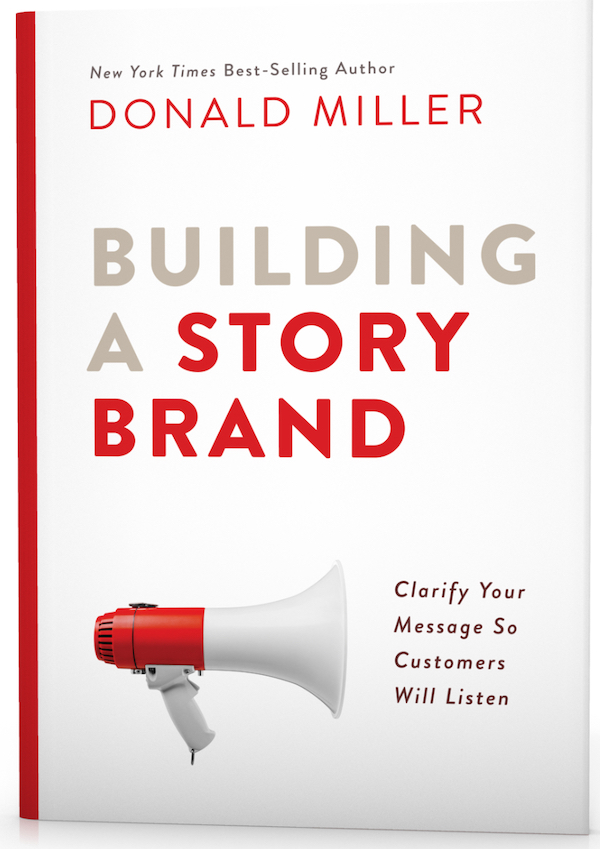 New York Times Best-Selling Author
DONALD MILLER
BUILDING
A STORY
BRAND
Clarify Your
Message So
Customers
Will Listen